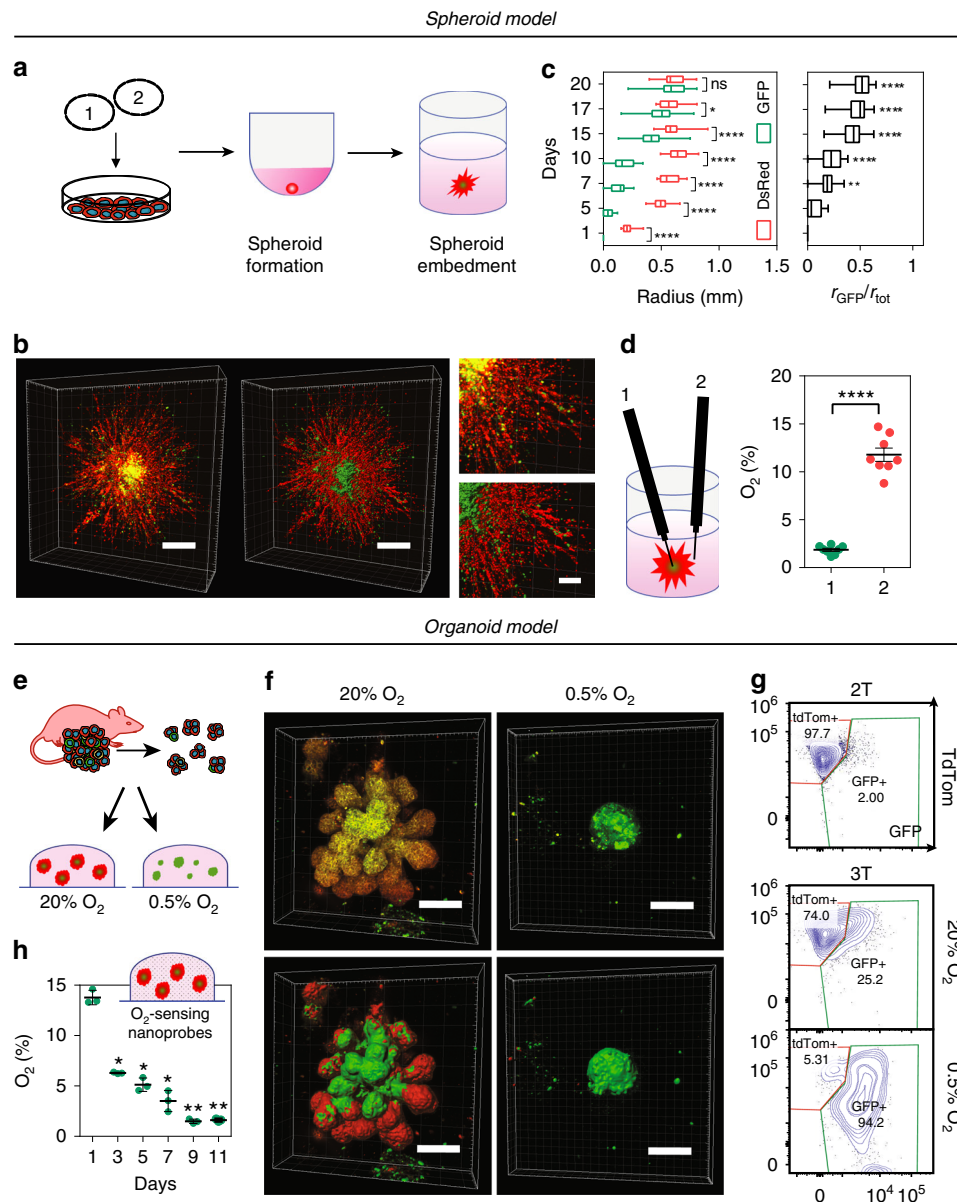 Spheroid model
a
1
2
Spheroid
formation
Spheroid
embedment
c
Days
20
17
15
10
7
5
1
ns
*
****
****
****
****
****
DsRed
GFP
0.0
0.5
1.0
1.5
Radius (mm)
****
****
****
****
**
0
0.5
1
rGFP/rtot
b
d
1
2
O2 (%)
20
15
10
5
0
****
1
2
Organoid model
e
20% O2
0.5% O2
f
20% O2
0.5% O2
g
2T
10^6
10^5
0
tdTom+
97.7
GFP+
2.00
GFP
TdTom
3T
10^6
10^5
0
tdTom+
74.0
GFP+
25.2
20% O2
10^6
10^5
0
tdTom+
5.31
GFP+
94.2
0.5% O2
0
10^4
10^5
h
O2 (%)
15
10
5
0
O2-sensing
nanoprobes
*
*
*
**
**
1
3
5
7
9
11
Days